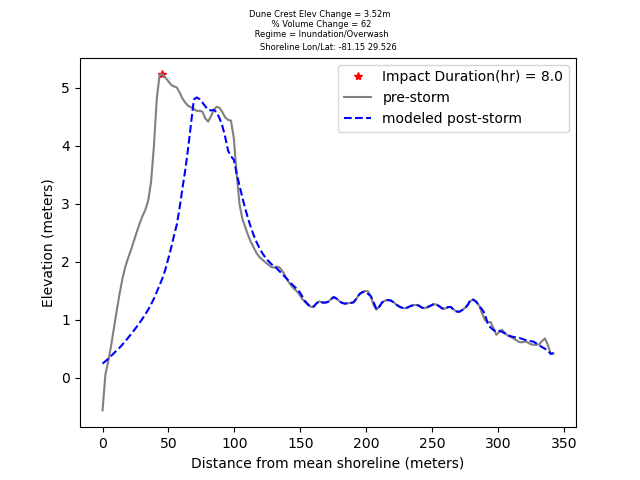 Dune Crest Elev Change = 3.52m
% Volume Change = 62
Regime = Inundation/Overwash
Shoreline Lon/Lat: -81.15 29.526
Impact Duration(hr) = 8.0
pre-storm
modeled post-storm
Elevation (meters)
5
4
3
2
1
0
0 50 100 150 200 250 300 350
Distance from mean shoreline (meters)